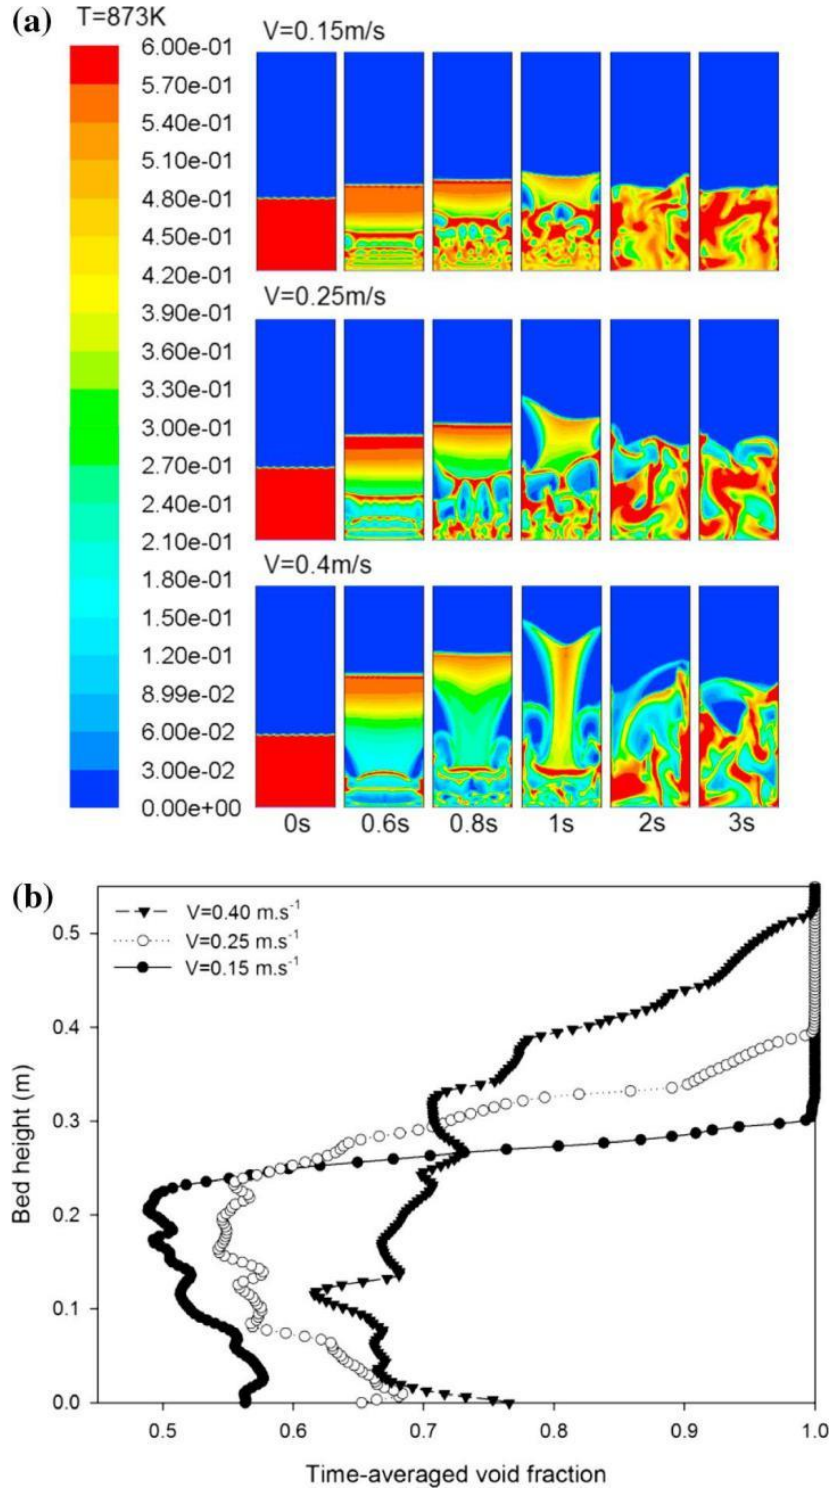 (a) T=873K
6.00e-01
5.70e-01
5.40e-01
5.10e-01
4.80e-01
4.50e-01
4.20e-01
3.90e-01
3.60e-01
3.30e-01
3.00e-01
2.70e-01
2.40e-01
2.10e-01
1.80e-01
1.50e-01
1.20e-01
8.99e-02
6.00e-02
3.00e-02
0.00e+00
V=0.15m/s
V=0.25m/s
V=0.4m/s
0s 0.6s 0.8s 1s 2s 3s
(b)
V=0.40 m.s⁻¹
V=0.25 m.s⁻¹
V=0.15 m.s⁻¹
Bed height (m)
0.5
0.4
0.3
0.2
0.1
0.0
0.5 0.6 0.7 0.8 0.9 1.0
Time-averaged void fraction